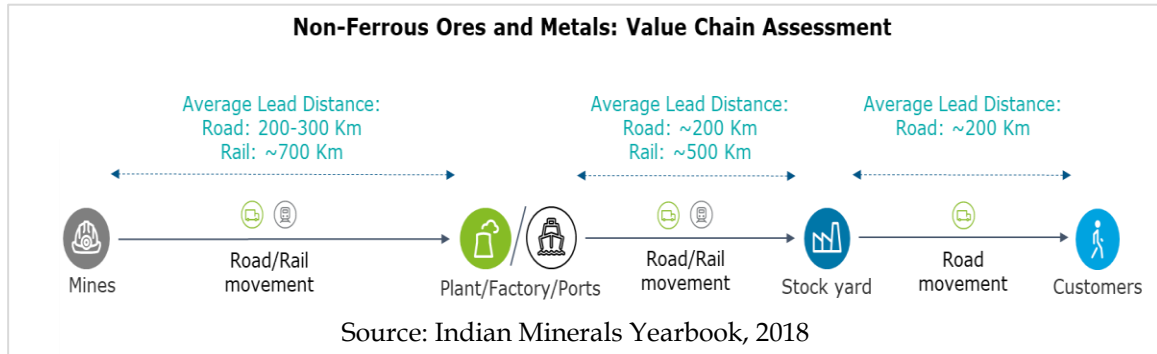 Non-Ferrous Ores and Metals: Value Chain Assessment
Average Lead Distance:
Road: 200-300 Km
Rail: ~700 Km
Average Lead Distance:
Road: ~200 Km
Rail: ~500 Km
Average Lead Distance:
Road: ~200 Km
Mines
Road/Rail
movement
Plant/Factory/Ports
Road/Rail
movement
Stock yard
Road
movement
Customers
Source: Indian Minerals Yearbook, 2018